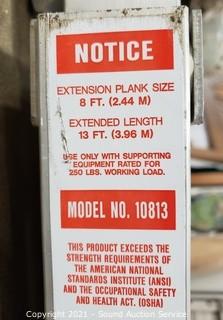 NOTICE
EXTENSION PLANK SIZE
8 FT. (2.44 M)
EXTENDED LENGTH
13 FT. (3.96 M)
USE ONLY WITH SUPPORTING
EQUIPMENT RATED FOR
250 LBS. WORKING LOAD.
MODEL NO. 10813
THIS PRODUCT EXCEEDS THE
STRENGTH REQUIREMENTS OF
THE AMERICAN NATIONAL
STANDARDS INSTITUTE (ANSI)
AND THE OCCUPATIONAL SAFETY
AND HEALTH ACT. (OSHA)
Copyright 2021 - Sound Auction Service